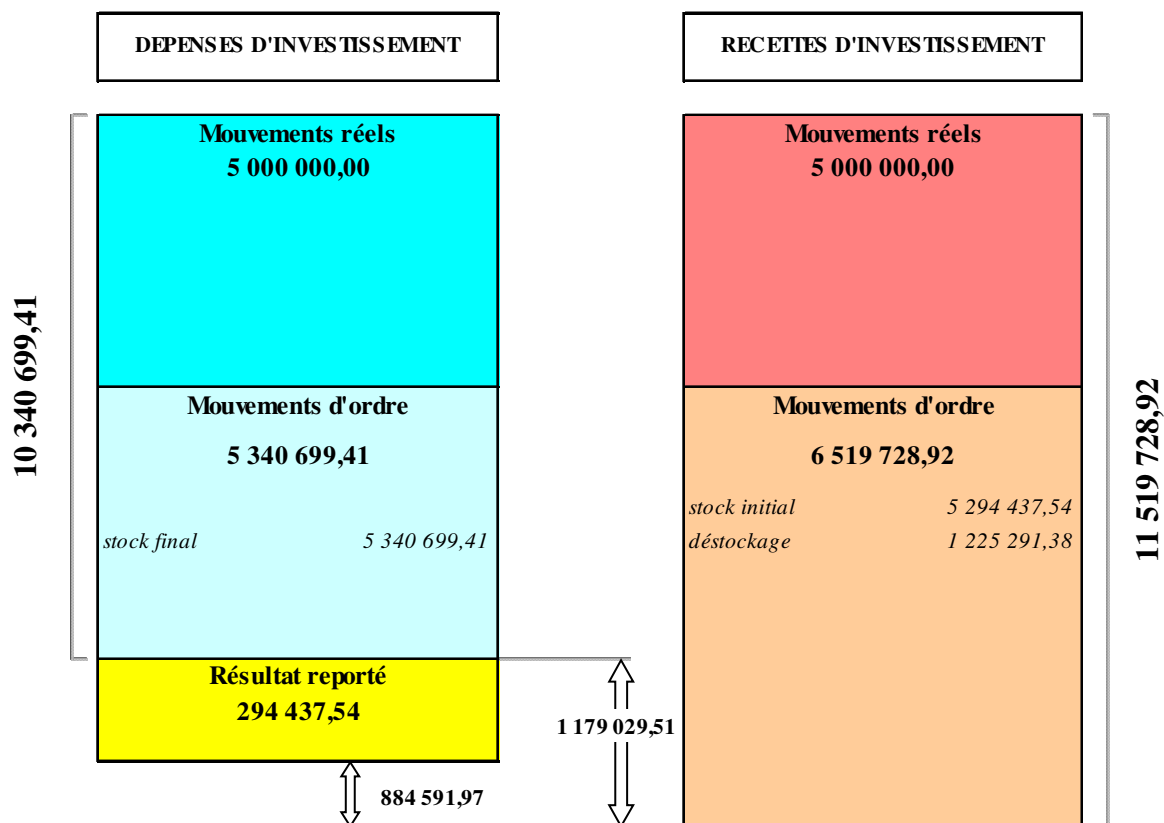 DEPENSES D'INVESTISSEMENT
RECETTES D'INVESTISSEMENT
10 340 699,41
Mouvements réels
5 000 000,00
Mouvements d'ordre
5 340 699,41
stock final 5 340 699,41
Résultat reporté
294 437,54
884 591,97
1 179 029,51
Mouvements réels
5 000 000,00
Mouvements d'ordre
6 519 728,92
stock initial 5 294 437,54
déstockage 1 225 291,38
11 519 728,92